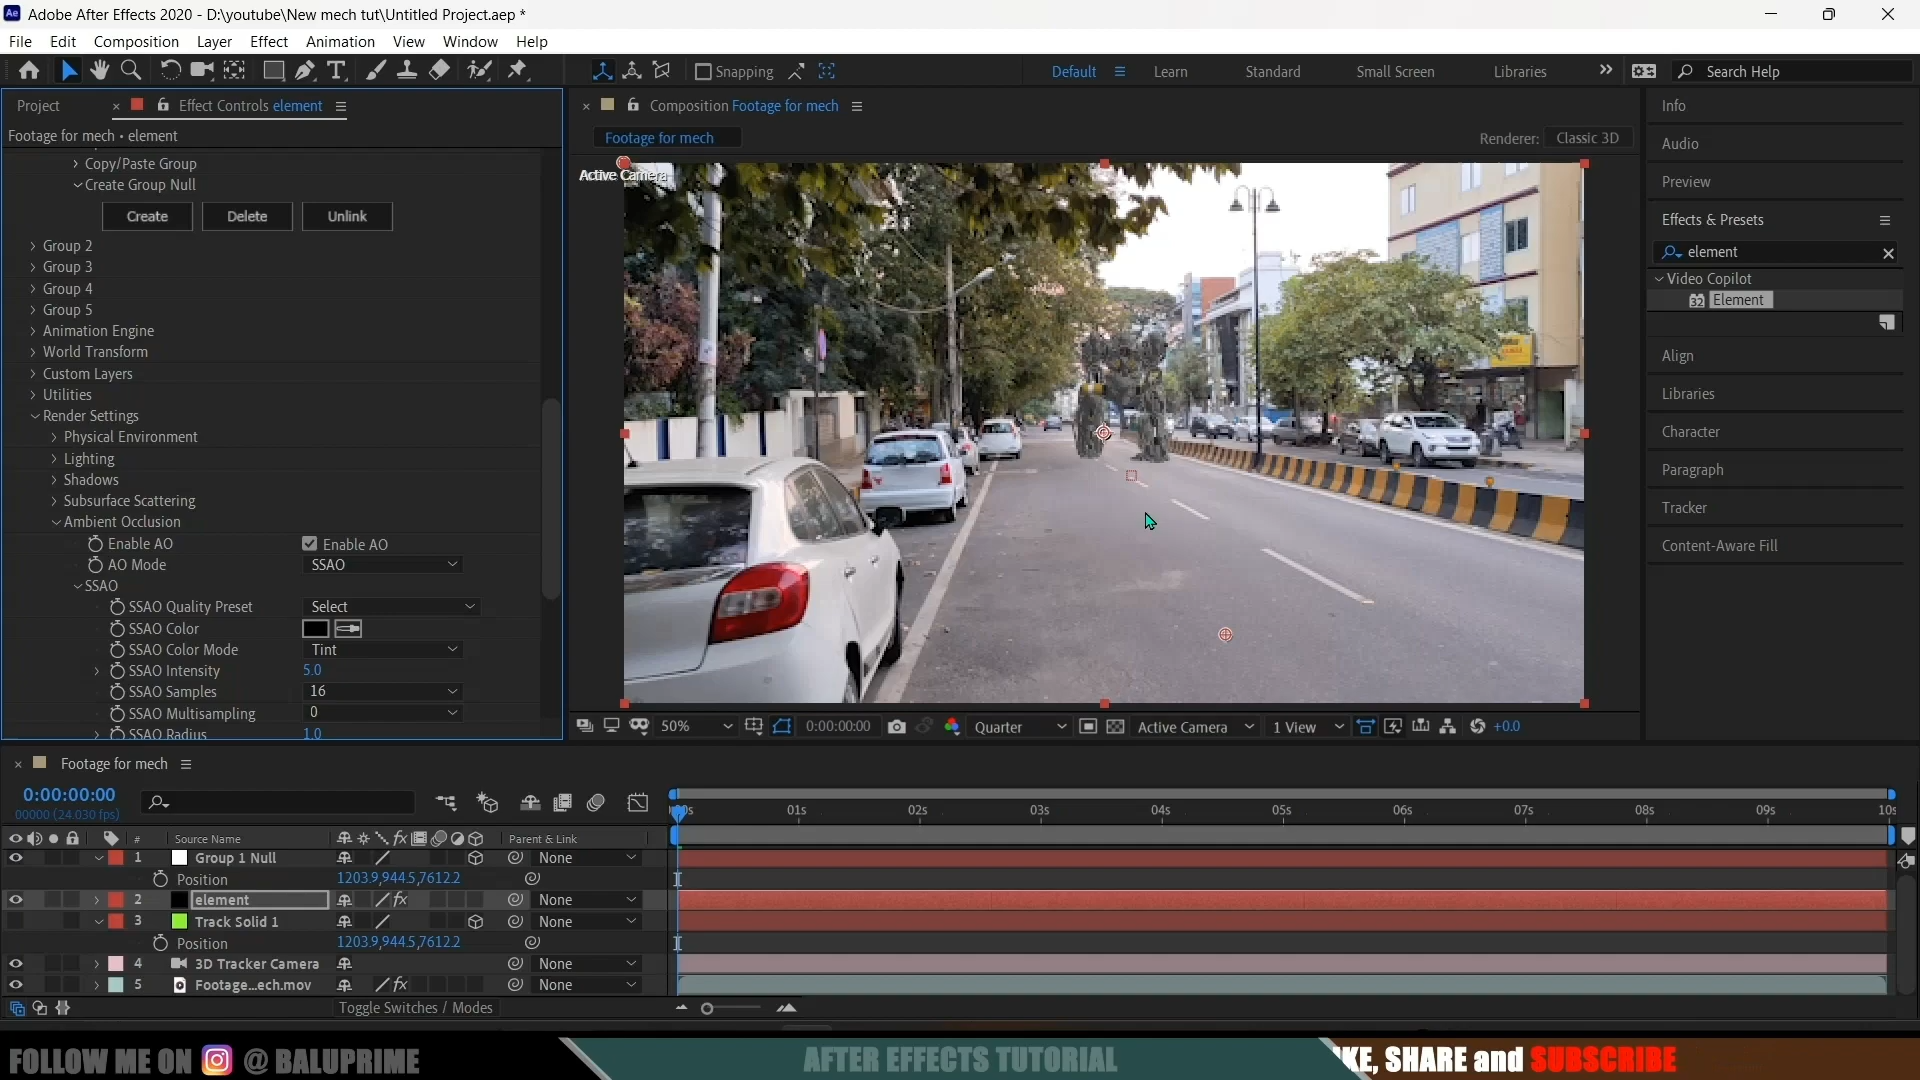 Ae Adobe After Effects 2020 - D:\youtube\New mech tut\Untitled Project.aep *
File Edit Composition Layer Effect Animation View Window Help
Snapping Default Learn Standard Small Screen Libraries Search Help
Project Effect Controls element
Footage for mech • element
Copy/Paste Group
Create Group Null
Create Delete Unlink
Group 2
Group 3
Group 4
Group 5
Animation Engine
World Transform
Custom Layers
Utilities
Render Settings
Physical Environment
Lighting
Shadows
Subsurface Scattering
Ambient Occlusion
Enable AO Enable AO
AO Mode SSAO
SSAO
SSAO Quality Preset Select
SSAO Color
SSAO Color Mode Tint
SSAO Intensity 5.0
SSAO Samples 16
SSAO Multisampling 0
SSAO Radius 1.0
Composition Footage for mech
Footage for mech
Renderer: Classic 3D
Active Camera
50% 0:00:00:00 Quarter Active Camera 1 View +0.0
Info
Audio
Preview
Effects & Presets
element
Video Copilot
32 Element
Align
Libraries
Character
Paragraph
Tracker
Content-Aware Fill
Footage for mech
0:00:00:00
00000 (24.030 fps)
01s 02s 03s 04s 05s 06s 07s 08s 09s 10s
# Source Name Parent & Link
1 Group 1 Null None
Position 1203.9,944.5,7612.2
2 element None
3 Track Solid 1 None
Position 1203.9,944.5,7612.2
4 3D Tracker Camera None
5 Footage...ech.mov None
Toggle Switches / Modes
FOLLOW ME ON @ BALUPRIME AFTER EFFECTS TUTORIAL IKE, SHARE and SUBSCRIBE